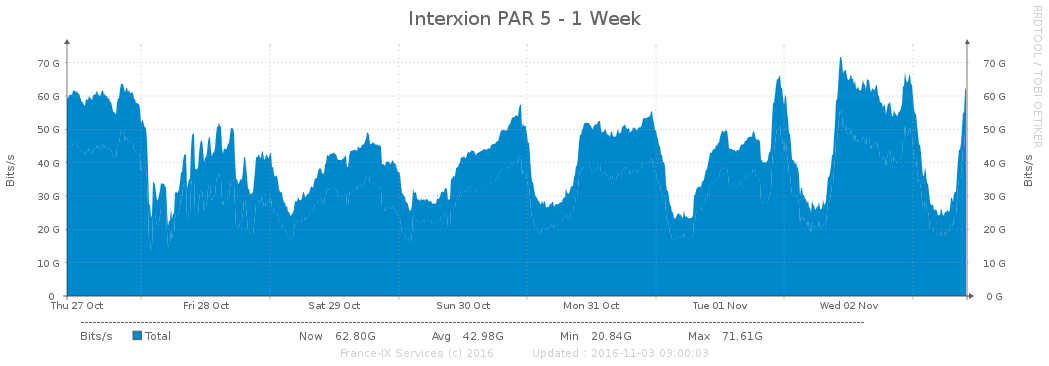 Interxion PAR 5 - 1 Week
RRDTOOL / TOBI OETIKER
Bits/s
70 G
60 G
50 G
40 G
30 G
20 G
10 G
0
70 G
60 G
50 G
40 G
30 G
20 G
10 G
0 G
Bits/s
Thu 27 Oct Fri 28 Oct Sat 29 Oct Sun 30 Oct Mon 31 Oct Tue 01 Nov Wed 02 Nov
Bits/s Total Now 62.80G Avg 42.98G Min 20.84G Max 71.61G
France-IX Services (c) 2016 Updated : 2016-11-03 09:00:03